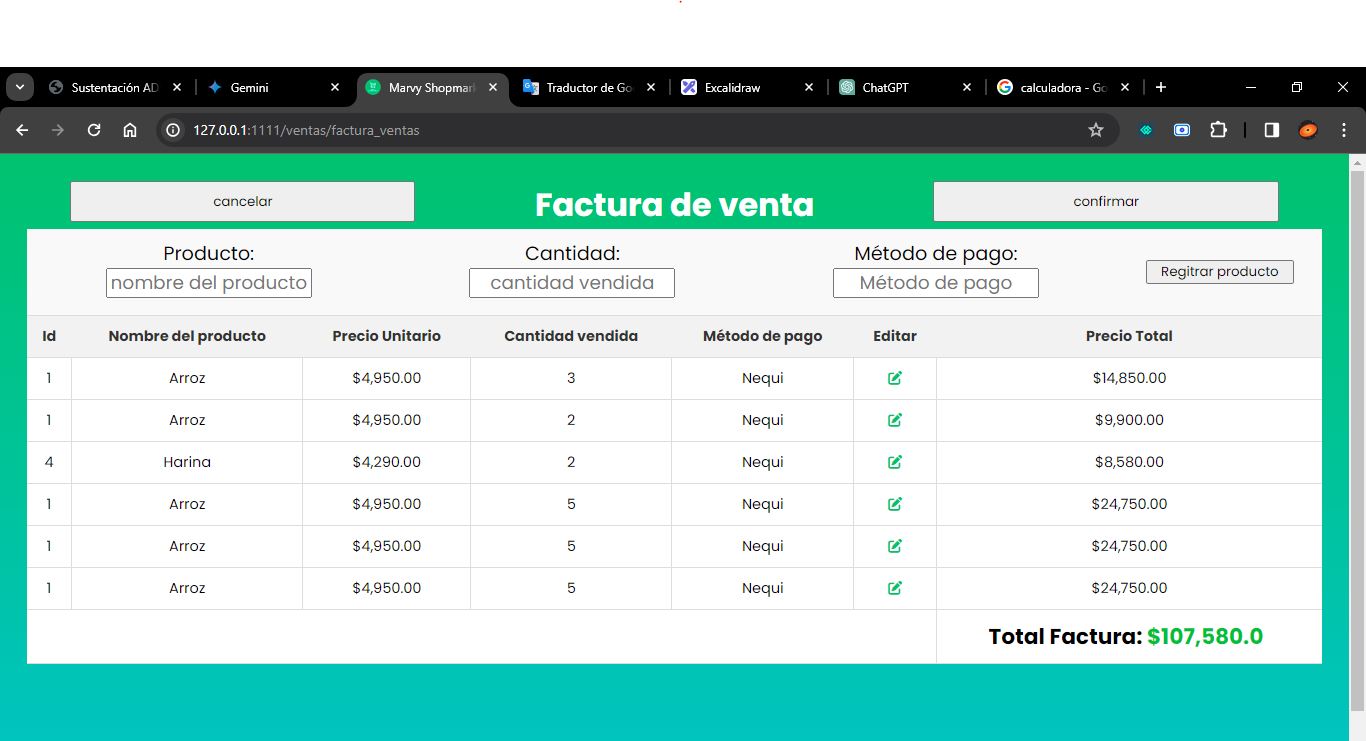 Sustentación AD
Gemini
Marvy Shopmar
Traductor de Go
Excalidraw
ChatGPT
calculadora - Go
127.0.0.1:1111/ventas/factura_ventas
cancelar
Factura de venta
confirmar
Producto: Cantidad: Método de pago:
nombre del producto cantidad vendida Método de pago Regitrar producto
Id Nombre del producto Precio Unitario Cantidad vendida Método de pago Editar Precio Total
1 Arroz $4,950.00 3 Nequi $14,850.00
1 Arroz $4,950.00 2 Nequi $9,900.00
4 Harina $4,290.00 2 Nequi $8,580.00
1 Arroz $4,950.00 5 Nequi $24,750.00
1 Arroz $4,950.00 5 Nequi $24,750.00
1 Arroz $4,950.00 5 Nequi $24,750.00
Total Factura: $107,580.0